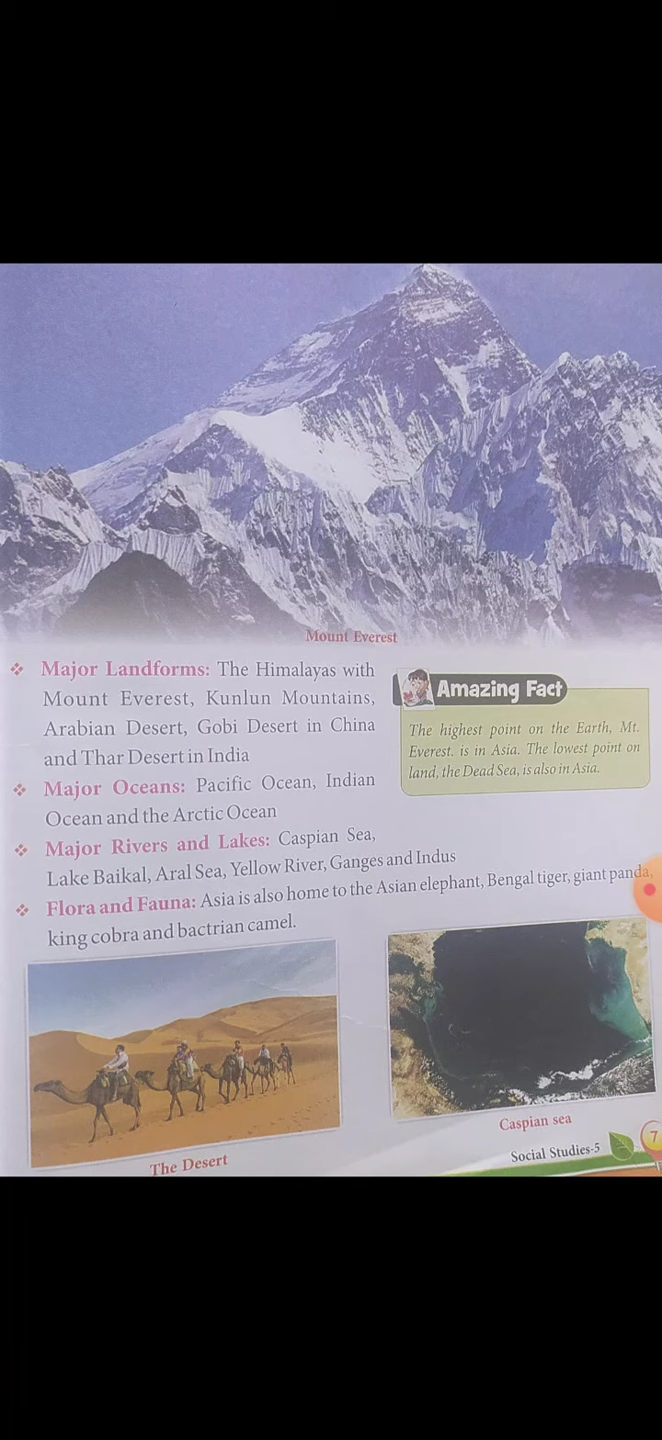 Mount Everest
❖ Major Landforms: The Himalayas with
Mount Everest, Kunlun Mountains,
Arabian Desert, Gobi Desert in China
and Thar Desert in India
❖ Major Oceans: Pacific Ocean, Indian
Ocean and the Arctic Ocean
❖ Major Rivers and Lakes: Caspian Sea,
Lake Baikal, Aral Sea, Yellow River, Ganges and Indus
❖ Flora and Fauna: Asia is also home to the Asian elephant, Bengal tiger, giant panda,
king cobra and bactrian camel.
Amazing Fact
The highest point on the Earth, Mt.
Everest. is in Asia. The lowest point on
land, the Dead Sea, is also in Asia.
The Desert
Caspian sea
Social Studies-5
7